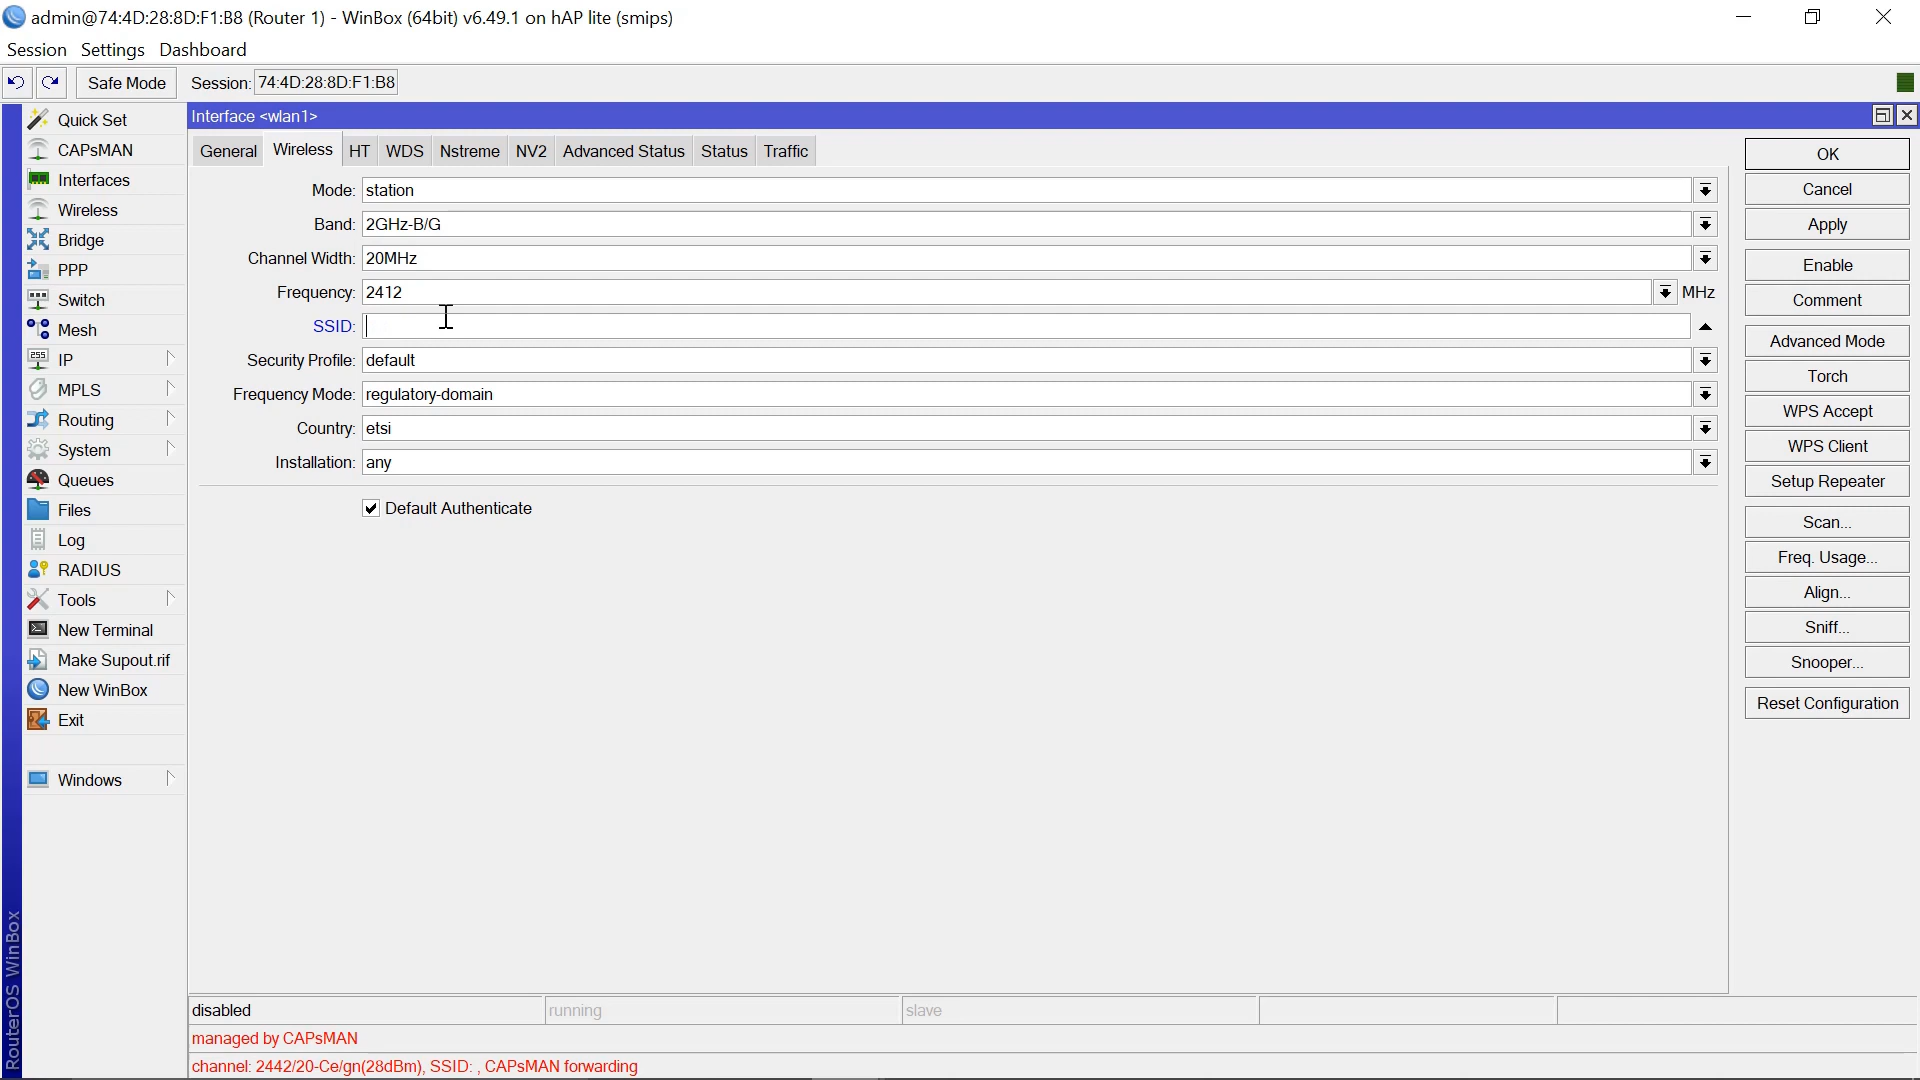 admin@74:4D:28:8D:F1:B8 (Router 1) - WinBox (64bit) v6.49.1 on hAP lite (smips)
Session Settings Dashboard
Safe Mode Session: 74:4D:28:8D:F1:B8
Quick Set
CAPsMAN
Interfaces
Wireless
Bridge
PPP
Switch
Mesh
255 IP
MPLS
Routing
System
Queues
Files
Log
RADIUS
Tools
New Terminal
Make Supout.rif
New WinBox
Exit
Windows
RouterOS WinBox
Interface <wlan1>
General Wireless HT WDS Nstreme NV2 Advanced Status Status Traffic
Mode: station
Band: 2GHz-B/G
Channel Width: 20MHz
Frequency: 2412 MHz
SSID:
Security Profile: default
Frequency Mode: regulatory-domain
Country: etsi
Installation: any
Default Authenticate
OK
Cancel
Apply
Enable
Comment
Advanced Mode
Torch
WPS Accept
WPS Client
Setup Repeater
Scan...
Freq. Usage...
Align...
Sniff...
Snooper...
Reset Configuration
disabled running slave
managed by CAPsMAN
channel: 2442/20-Ce/gn(28dBm), SSID: , CAPsMAN forwarding